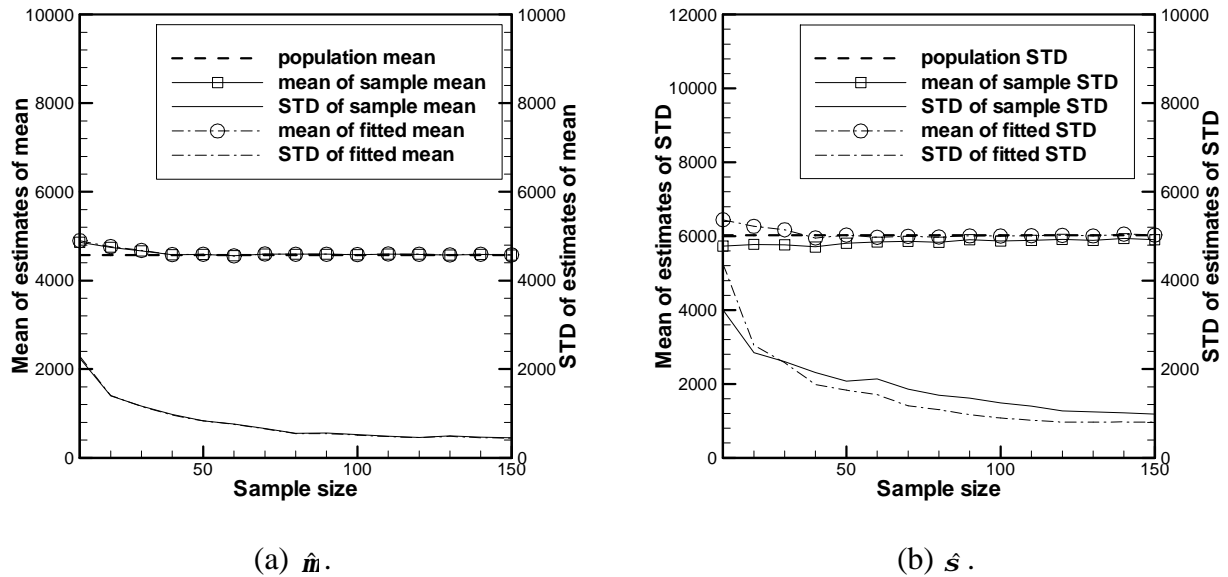 10000
8000
6000
4000
2000
0
Mean of estimates of mean
10000
8000
6000
4000
2000
0
STD of estimates of mean
50
100
150
Sample size
population mean
mean of sample mean
STD of sample mean
mean of fitted mean
STD of fitted mean
(a) m̂.
12000
10000
8000
6000
4000
2000
0
Mean of estimates of STD
10000
8000
6000
4000
2000
0
STD of estimates of STD
50
100
150
Sample size
population STD
mean of sample STD
STD of sample STD
mean of fitted STD
STD of fitted STD
(b) ŝ.